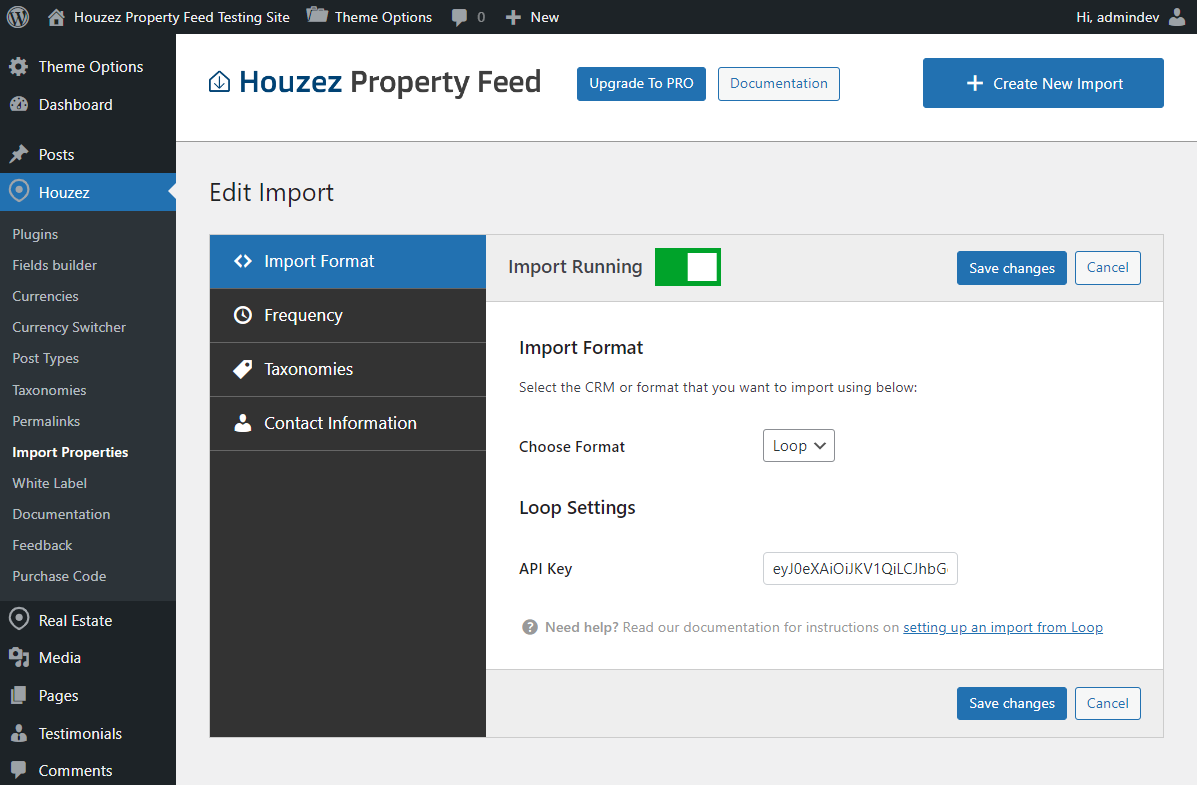 Houzez Property Feed Testing Site Theme Options 0 New Hi, admindev
Theme Options
Dashboard
Posts
Houzez
Plugins
Fields builder
Currencies
Currency Switcher
Post Types
Taxonomies
Permalinks
Import Properties
White Label
Documentation
Feedback
Purchase Code
Real Estate
Media
Pages
Testimonials
Comments
Houzez Property Feed
Upgrade To PRO
Documentation
Create New Import
Edit Import
Import Format
Frequency
Taxonomies
Contact Information
Import Running
Save changes
Cancel
Import Format
Select the CRM or format that you want to import using below:
Choose Format
Loop
Loop Settings
API Key
eyJ0eXAiOiJKV1QiLCJhbG
Need help? Read our documentation for instructions on setting up an import from Loop
Save changes
Cancel